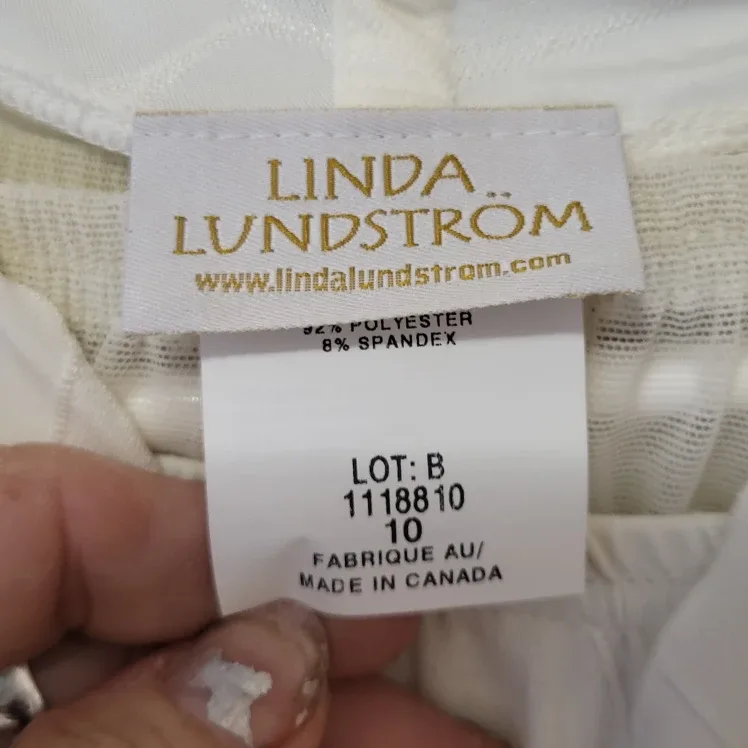 LINDA
LUNDSTRÖM
www.lindalundstrom.com
92% POLYESTER
8% SPANDEX
LOT: B
1118810
10
FABRIQUE AU/
MADE IN CANADA